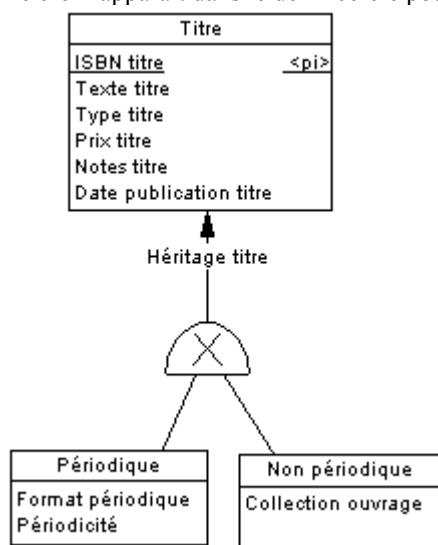 Titre
ISBN titre <pi>
Texte titre
Type titre
Prix titre
Notes titre
Date publication titre
Héritage titre
Périodique
Format périodique
Périodicité
Non périodique
Collection ouvrage